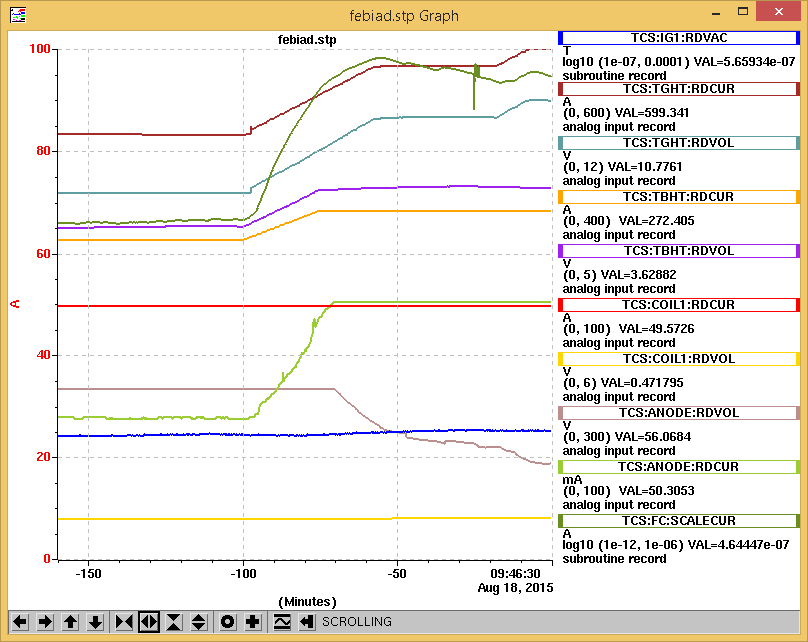 febiad.stp Graph
febiad.stp
100
80
60
A
40
20
0
-150
-100
-50
09:46:30
Aug 18, 2015
(Minutes)
TCS:IG1:RDVAC
T
log10 (1e-07, 0.0001) VAL=5.65934e-07
subroutine record
TCS:TGHT:RDCUR
A
(0, 600) VAL=599.341
analog input record
TCS:TGHT:RDVOL
V
(0, 12) VAL=10.7761
analog input record
TCS:TBHT:RDCUR
A
(0, 400) VAL=272.405
analog input record
TCS:TBHT:RDVOL
V
(0, 5) VAL=3.62882
analog input record
TCS:COIL1:RDCUR
A
(0, 100) VAL=49.5726
analog input record
TCS:COIL1:RDVOL
V
(0, 6) VAL=0.471795
analog input record
TCS:ANODE:RDVOL
V
(0, 300) VAL=56.0684
analog input record
TCS:ANODE:RDCUR
mA
(0, 100) VAL=50.3053
analog input record
TCS:FC:SCALECUR
A
log10 (1e-12, 1e-06) VAL=4.64447e-07
subroutine record
SCROLLING